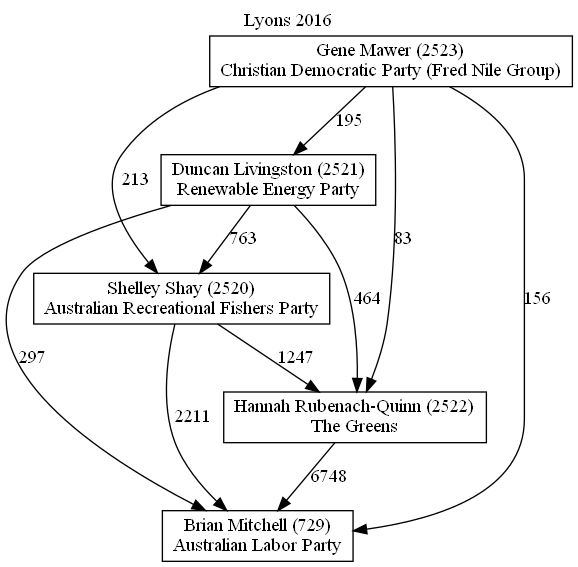 Lyons 2016
Gene Mawer (2523)
Christian Democratic Party (Fred Nile Group)
195
Duncan Livingston (2521)
Renewable Energy Party
213
763
83
Shelley Shay (2520)
Australian Recreational Fishers Party
464
156
297
1247
Hannah Rubenach-Quinn (2522)
The Greens
2211
6748
Brian Mitchell (729)
Australian Labor Party